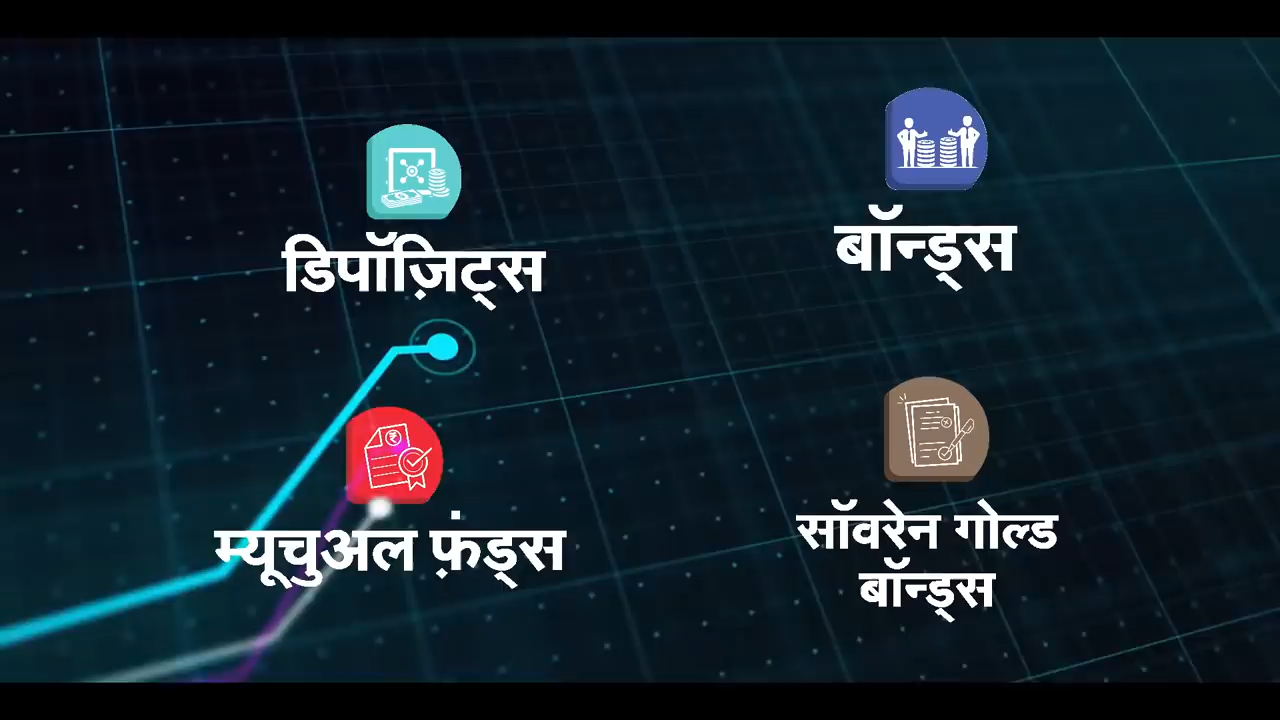 डिपॉज़िट्स
बॉन्ड्स
म्यूचुअल फ़ंड्स
सॉवरेन गोल्ड
बॉन्ड्स